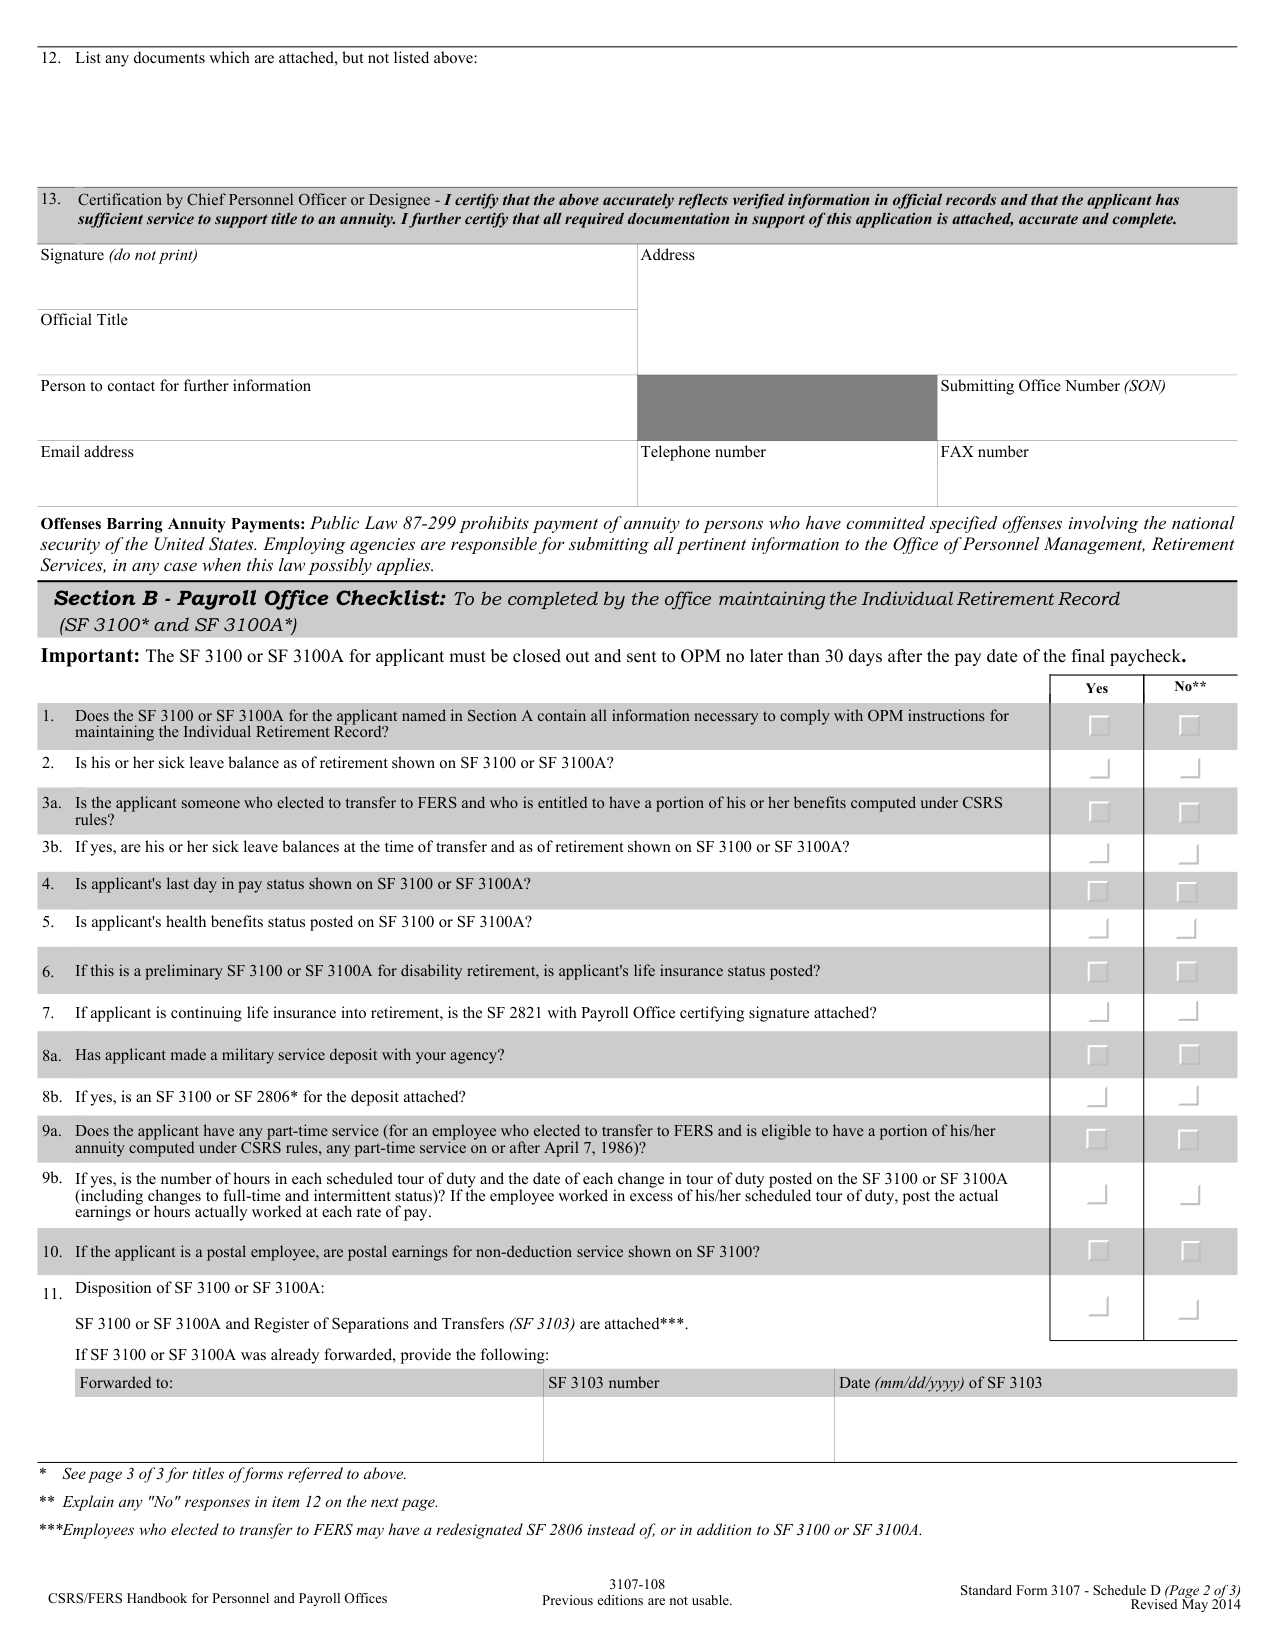 12. List any documents which are attached, but not listed above:
13. Certification by Chief Personnel Officer or Designee - I certify that the above accurately reflects verified information in official records and that the applicant has
sufficient service to support title to an annuity. I further certify that all required documentation in support of this application is attached, accurate and complete.
Signature (do not print)
Address
Official Title
Person to contact for further information
Submitting Office Number (SON)
Email address
Telephone number
FAX number
Offenses Barring Annuity Payments: Public Law 87-299 prohibits payment of annuity to persons who have committed specified offenses involving the national
security of the United States. Employing agencies are responsible for submitting all pertinent information to the Office of Personnel Management, Retirement
Services, in any case when this law possibly applies.
Section B - Payroll Office Checklist: To be completed by the office maintaining the Individual Retirement Record
(SF 3100* and SF 3100A*)
Important: The SF 3100 or SF 3100A for applicant must be closed out and sent to OPM no later than 30 days after the pay date of the final paycheck.
Yes No**
1. Does the SF 3100 or SF 3100A for the applicant named in Section A contain all information necessary to comply with OPM instructions for
maintaining the Individual Retirement Record?
2. Is his or her sick leave balance as of retirement shown on SF 3100 or SF 3100A?
3a. Is the applicant someone who elected to transfer to FERS and who is entitled to have a portion of his or her benefits computed under CSRS
rules?
3b. If yes, are his or her sick leave balances at the time of transfer and as of retirement shown on SF 3100 or SF 3100A?
4. Is applicant's last day in pay status shown on SF 3100 or SF 3100A?
5. Is applicant's health benefits status posted on SF 3100 or SF 3100A?
6. If this is a preliminary SF 3100 or SF 3100A for disability retirement, is applicant's life insurance status posted?
7. If applicant is continuing life insurance into retirement, is the SF 2821 with Payroll Office certifying signature attached?
8a. Has applicant made a military service deposit with your agency?
8b. If yes, is an SF 3100 or SF 2806* for the deposit attached?
9a. Does the applicant have any part-time service (for an employee who elected to transfer to FERS and is eligible to have a portion of his/her
annuity computed under CSRS rules, any part-time service on or after April 7, 1986)?
9b. If yes, is the number of hours in each scheduled tour of duty and the date of each change in tour of duty posted on the SF 3100 or SF 3100A
(including changes to full-time and intermittent status)? If the employee worked in excess of his/her scheduled tour of duty, post the actual
earnings or hours actually worked at each rate of pay.
10. If the applicant is a postal employee, are postal earnings for non-deduction service shown on SF 3100?
11. Disposition of SF 3100 or SF 3100A:
SF 3100 or SF 3100A and Register of Separations and Transfers (SF 3103) are attached***.
If SF 3100 or SF 3100A was already forwarded, provide the following:
Forwarded to:
SF 3103 number
Date (mm/dd/yyyy) of SF 3103
* See page 3 of 3 for titles of forms referred to above.
** Explain any "No" responses in item 12 on the next page.
***Employees who elected to transfer to FERS may have a redesignated SF 2806 instead of, or in addition to SF 3100 or SF 3100A.
CSRS/FERS Handbook for Personnel and Payroll Offices
3107-108
Previous editions are not usable.
Standard Form 3107 - Schedule D (Page 2 of 3)
Revised May 2014